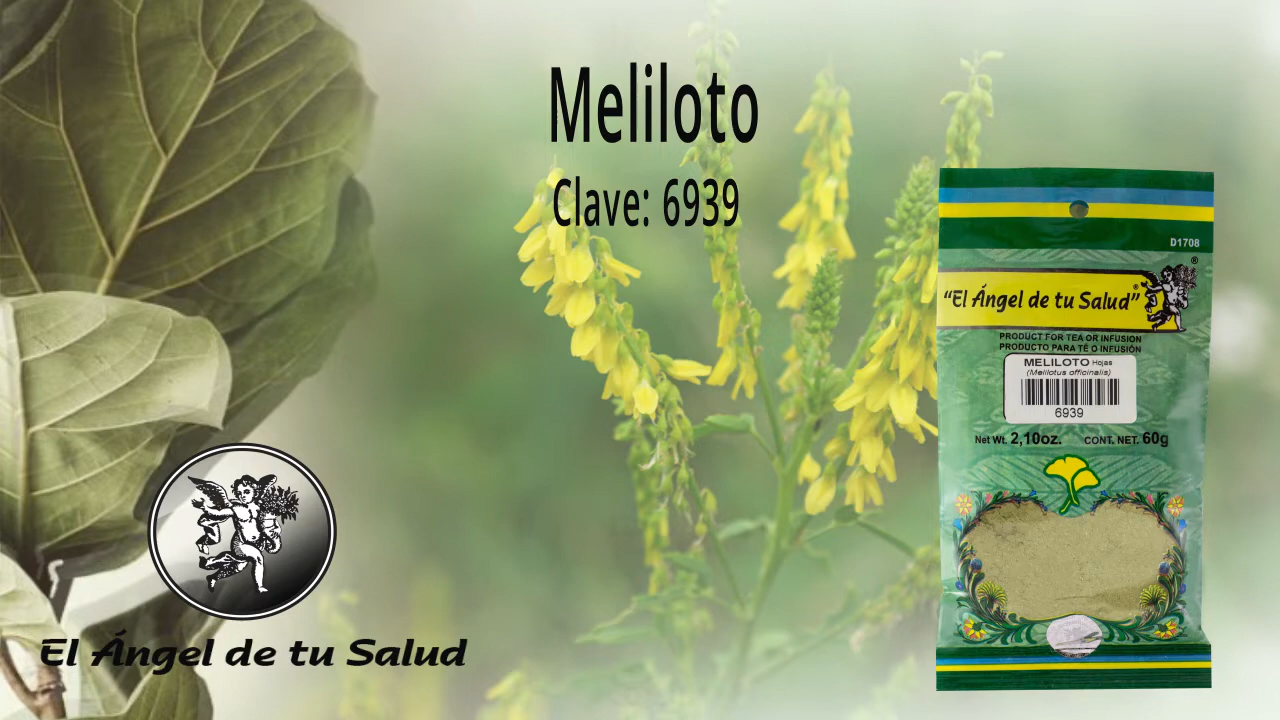 Meliloto
Clave: 6939
D1708
®
"El Ángel de tu Salud"®
PRODUCT FOR TEA OR INFUSION
PRODUCTO PARA TÉ O INFUSIÓN
MELILOTO Hojas
(Melilotus officinalis)
6939
Net Wt. 2,10oz. CONT. NET. 60g
El Ángel de tu Salud